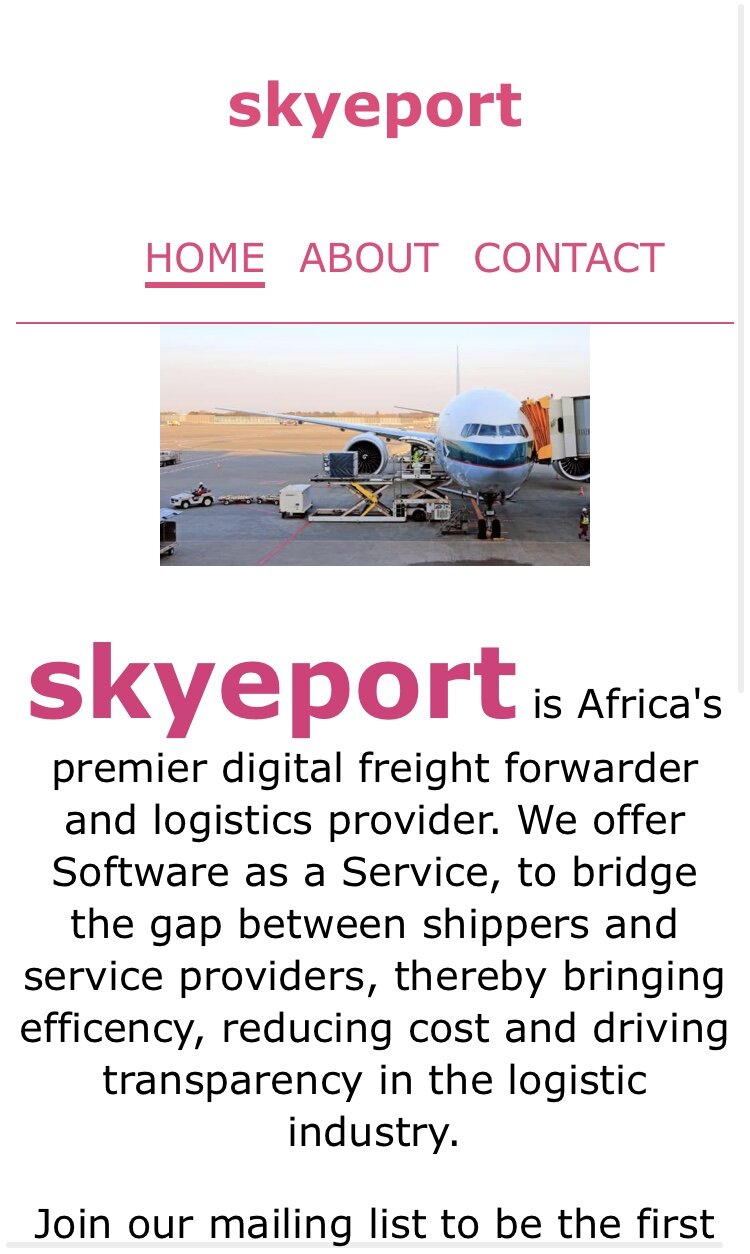 skyeport
HOME ABOUT CONTACT
skyeport is Africa's
premier digital freight forwarder
and logistics provider. We offer
Software as a Service, to bridge
the gap between shippers and
service providers, thereby bringing
efficency, reducing cost and driving
transparency in the logistic
industry.
Join our mailing list to be the first